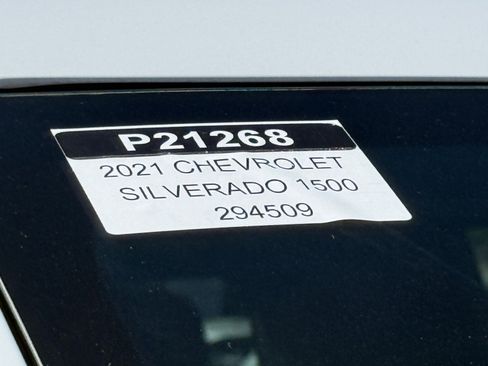 P21268
2021 CHEVROLET
SILVERADO 1500
294509